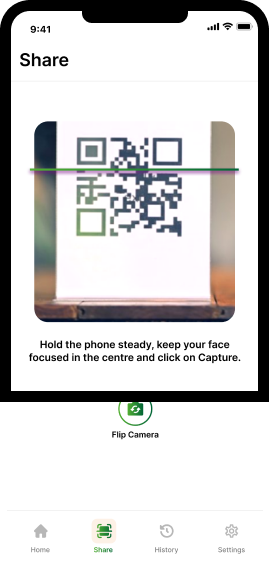 9:41
Share
Hold the phone steady, keep your face
focused in the centre and click on Capture.
Flip Camera
Home
Share
History
Settings